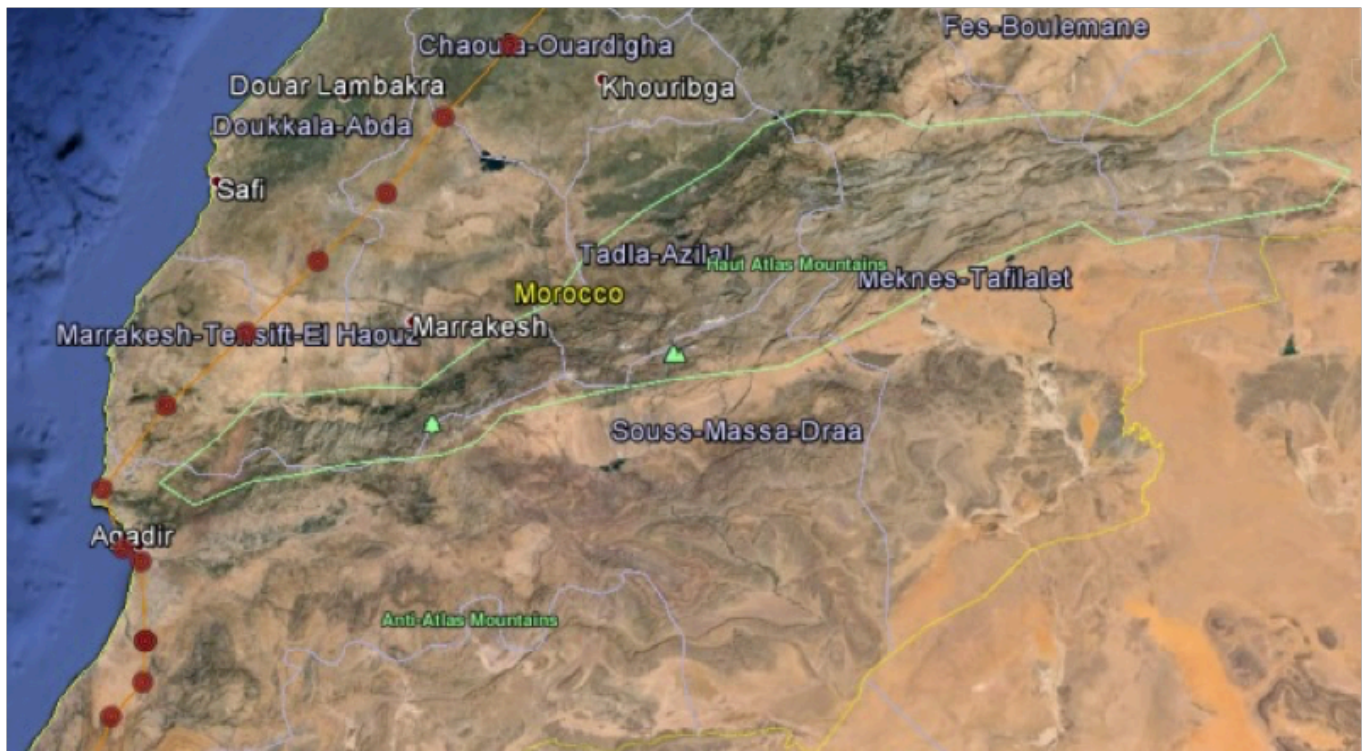 Fes-Boulemane
Chaouia-Ouardigha
Douar Lambakra
Khouribga
Doukkala-Abda
Safi
Tadla-Azilal
Haut Atlas Mountains
Meknes-Tafilalet
Morocco
Marrakesh-Tensift-El Haouz
Marrakesh
Souss-Massa-Draa
Agadir
Anti-Atlas Mountains